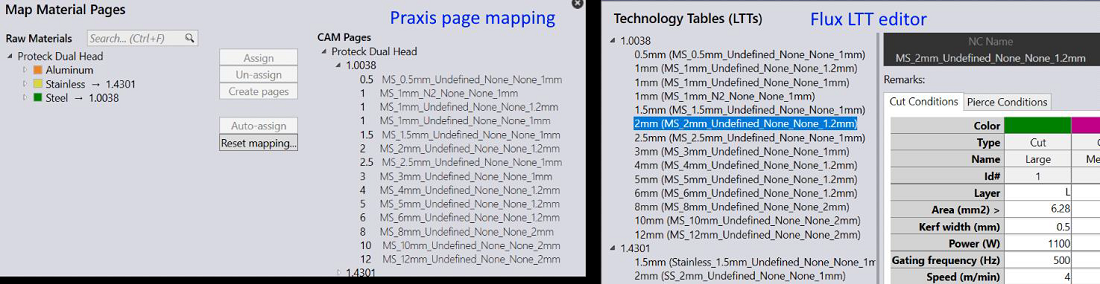 Map Material Pages
Praxis page mapping
Raw Materials
Search... (Ctrl+F)
Proteck Dual Head
Aluminum
Stainless → 1.4301
Steel → 1.0038
Assign
Un-assign
Create pages
Auto-assign
Reset mapping...
CAM Pages
Proteck Dual Head
1.0038
0.5 MS_0.5mm_Undefined_None_None_1mm
1 MS_1mm_N2_None_None_1mm
1 MS_1mm_Undefined_None_None_1.2mm
1 MS_1mm_Undefined_None_None_1mm
1.5 MS_1.5mm_Undefined_None_None_1mm
2 MS_2mm_Undefined_None_None_1.2mm
2.5 MS_2.5mm_Undefined_None_None_1mm
3 MS_3mm_Undefined_None_None_1mm
4 MS_4mm_Undefined_None_None_1.2mm
5 MS_5mm_Undefined_None_None_1.2mm
6 MS_6mm_Undefined_None_None_1.2mm
8 MS_8mm_Undefined_None_None_2mm
10 MS_10mm_Undefined_None_None_2mm
12 MS_12mm_Undefined_None_None_2mm
1.4301
Technology Tables (LTTs)
Flux LTT editor
1.0038
0.5mm (MS_0.5mm_Undefined_None_None_1mm)
1mm (MS_1mm_Undefined_None_None_1.2mm)
1mm (MS_1mm_Undefined_None_None_1mm)
1mm (MS_1mm_N2_None_None_1mm)
1.5mm (MS_1.5mm_Undefined_None_None_1mm)
2mm (MS_2mm_Undefined_None_None_1.2mm)
2.5mm (MS_2.5mm_Undefined_None_None_1mm)
3mm (MS_3mm_Undefined_None_None_1mm)
4mm (MS_4mm_Undefined_None_None_1.2mm)
5mm (MS_5mm_Undefined_None_None_1.2mm)
6mm (MS_6mm_Undefined_None_None_1.2mm)
8mm (MS_8mm_Undefined_None_None_2mm)
10mm (MS_10mm_Undefined_None_None_2mm)
12mm (MS_12mm_Undefined_None_None_2mm)
1.4301
1.5mm (Stainless_1.5mm_Undefined_None_None_1m
2mm (SS_2mm_Undefined_None_None_1mm)
NC Name
MS_2mm_Undefined_None_None_1.2mm
Remarks:
Cut Conditions
Pierce Conditions
Color
Type Cut C
Name Large Me
Id# 1
Layer L
Area (mm2) > 6.28
Kerf width (mm) 0.5
Power (W) 1100
Gating frequency (Hz) 500
Speed (m/min) 4